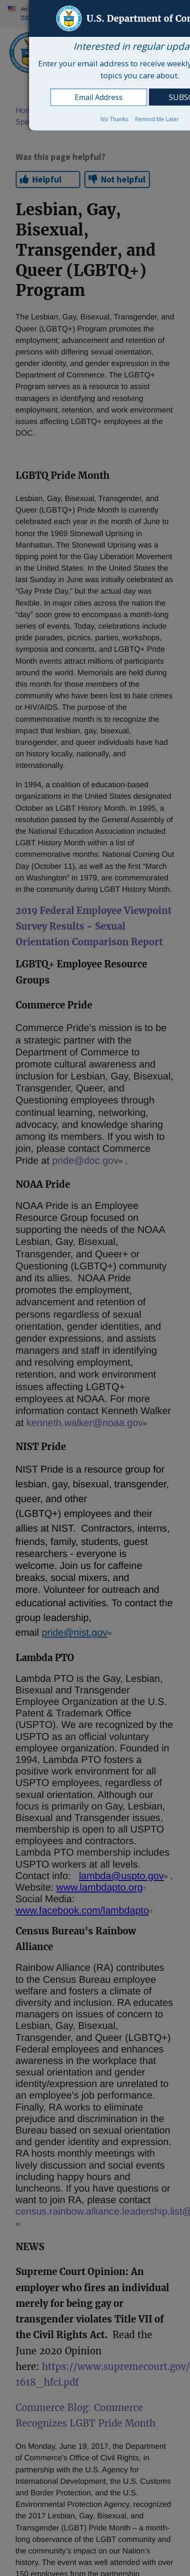 An
Its
U.S. Department of Co
Interested in regular upda
Enter your email address to receive weekly
topics you care about.
Email Address
SUBSC
No Thanks
Remind Me Later
Hon
Spe
Was this page helpful?
Helpful
Not helpful
Lesbian, Gay,
Bisexual,
Transgender, and
Queer (LGBTQ+)
Program
The Lesbian, Gay, Bisexual, Transgender, and
Queer (LGBTQ+) Program promotes the
employment; advancement and retention of
persons with differing sexual orientation,
gender identity, and gender expression in the
Department of Commerce. The LGBTQ+
Program serves as a resource to assist
managers in identifying and resolving
employment, retention, and work environment
issues affecting LGBTQ+ employees at the
DOC.
LGBTQ Pride Month
Lesbian, Gay, Bisexual, Transgender, and
Queer (LGBTQ+) Pride Month is currently
celebrated each year in the month of June to
honor the 1969 Stonewall Uprising in
Manhattan. The Stonewall Uprising was a
tipping point for the Gay Liberation Movement
in the United States. In the United States the
last Sunday in June was initially celebrated as
“Gay Pride Day,” but the actual day was
flexible. In major cities across the nation the
“day” soon grew to encompass a month-long
series of events. Today, celebrations include
pride parades, picnics, parties, workshops,
symposia and concerts, and LGBTQ+ Pride
Month events attract millions of participants
around the world. Memorials are held during
this month for those members of the
community who have been lost to hate crimes
or HIV/AIDS. The purpose of the
commemorative month is to recognize the
impact that lesbian, gay, bisexual,
transgender, and queer individuals have had
on history locally, nationally, and
internationally.
In 1994, a coalition of education-based
organizations in the United States designated
October as LGBT History Month. In 1995, a
resolution passed by the General Assembly of
the National Education Association included
LGBT History Month within a list of
commemorative months. National Coming Out
Day (October 11), as well as the first “March
on Washington” in 1979, are commemorated
in the community during LGBT History Month.
2019 Federal Employee Viewpoint
Survey Results – Sexual
Orientation Comparison Report
LGBTQ+ Employee Resource
Groups
Commerce Pride
Commerce Pride's mission is to be
a strategic partner with the
Department of Commerce to
promote cultural awareness and
inclusion for Lesbian, Gay, Bisexual,
Transgender, Queer, and
Questioning employees through
continual learning, networking,
advocacy, and knowledge sharing
among its members. If you wish to
join, please contact Commerce
Pride at pride@doc.gov .
NOAA Pride
NOAA Pride is an Employee
Resource Group focused on
supporting the needs of the NOAA
Lesbian, Gay, Bisexual,
Transgender, and Queer+ or
Questioning (LGBTQ+) community
and its allies.  NOAA Pride
promotes the employment,
advancement and retention of
persons regardless of sexual
orientation, gender identities, and
gender expressions, and assists
managers and staff in identifying
and resolving employment,
retention, and work environment
issues affecting LGBTQ+
employees at NOAA. For more
information contact Kenneth Walker
at kenneth.walker@noaa.gov
NIST Pride
NIST Pride is a resource group for
lesbian, gay, bisexual, transgender,
queer, and other
(LGBTQ+) employees and their
allies at NIST.  Contractors, interns,
friends, family, students, guest
researchers - everyone is
welcome. Join us for caffeine
breaks, social mixers, and
more. Volunteer for outreach and
educational activities. To contact the
group leadership,
email pride@nist.gov
Lambda PTO
Lambda PTO is the Gay, Lesbian,
Bisexual and Transgender
Employee Organization at the U.S.
Patent & Trademark Office
(USPTO). We are recognized by the
USPTO as an official voluntary
employee organization. Founded in
1994, Lambda PTO fosters a
positive work environment for all
USPTO employees, regardless of
sexual orientation. Although our
focus is primarily on Gay, Lesbian,
Bisexual and Transgender issues,
membership is open to all USPTO
employees and contractors.
Lambda PTO membership includes
USPTO workers at all levels.
Contact info:   lambda@uspto.gov .
Website: www.lambdapto.org
Social Media:
www.facebook.com/lambdapto
Census Bureau's Rainbow
Alliance
Rainbow Alliance (RA) contributes
to the Census Bureau employee
welfare and fosters a climate of
diversity and inclusion. RA educates
managers on issues of concern to
Lesbian, Gay, Bisexual,
Transgender, and Queer (LGBTQ+)
Federal employees and enhances
awareness in the workplace that
sexual orientation and gender
identity/expression are unrelated to
an employee's job performance.
Finally, RA works to eliminate
prejudice and discrimination in the
Bureau based on sexual orientation
and gender identity and expression.
RA hosts monthly meetings with
lively discussion and social events
including happy hours and
luncheons. If you have questions or
want to join RA, please contact
census.rainbow.alliance.leadership.list@
NEWS
Supreme Court Opinion: An
employer who fires an individual
merely for being gay or
transgender violates Title VII of
the Civil Rights Act.  Read the
June 2020 Opinion
here: https://www.supremecourt.gov/
1618_hfci.pdf
Commerce Blog: Commerce
Recognizes LGBT Pride Month
On Monday, June 19, 2017, the Department
of Commerce's Office of Civil Rights, in
partnership with the U.S. Agency for
International Development, the U.S. Customs
and Border Protection, and the U.S.
Environmental Protection Agency, recognized
the 2017 Lesbian, Gay, Bisexual, and
Transgender (LGBT) Pride Month – a month-
long observance of the LGBT community and
the community's impact on our Nation's
history. The event was well attended with over
150 employees from the partnership